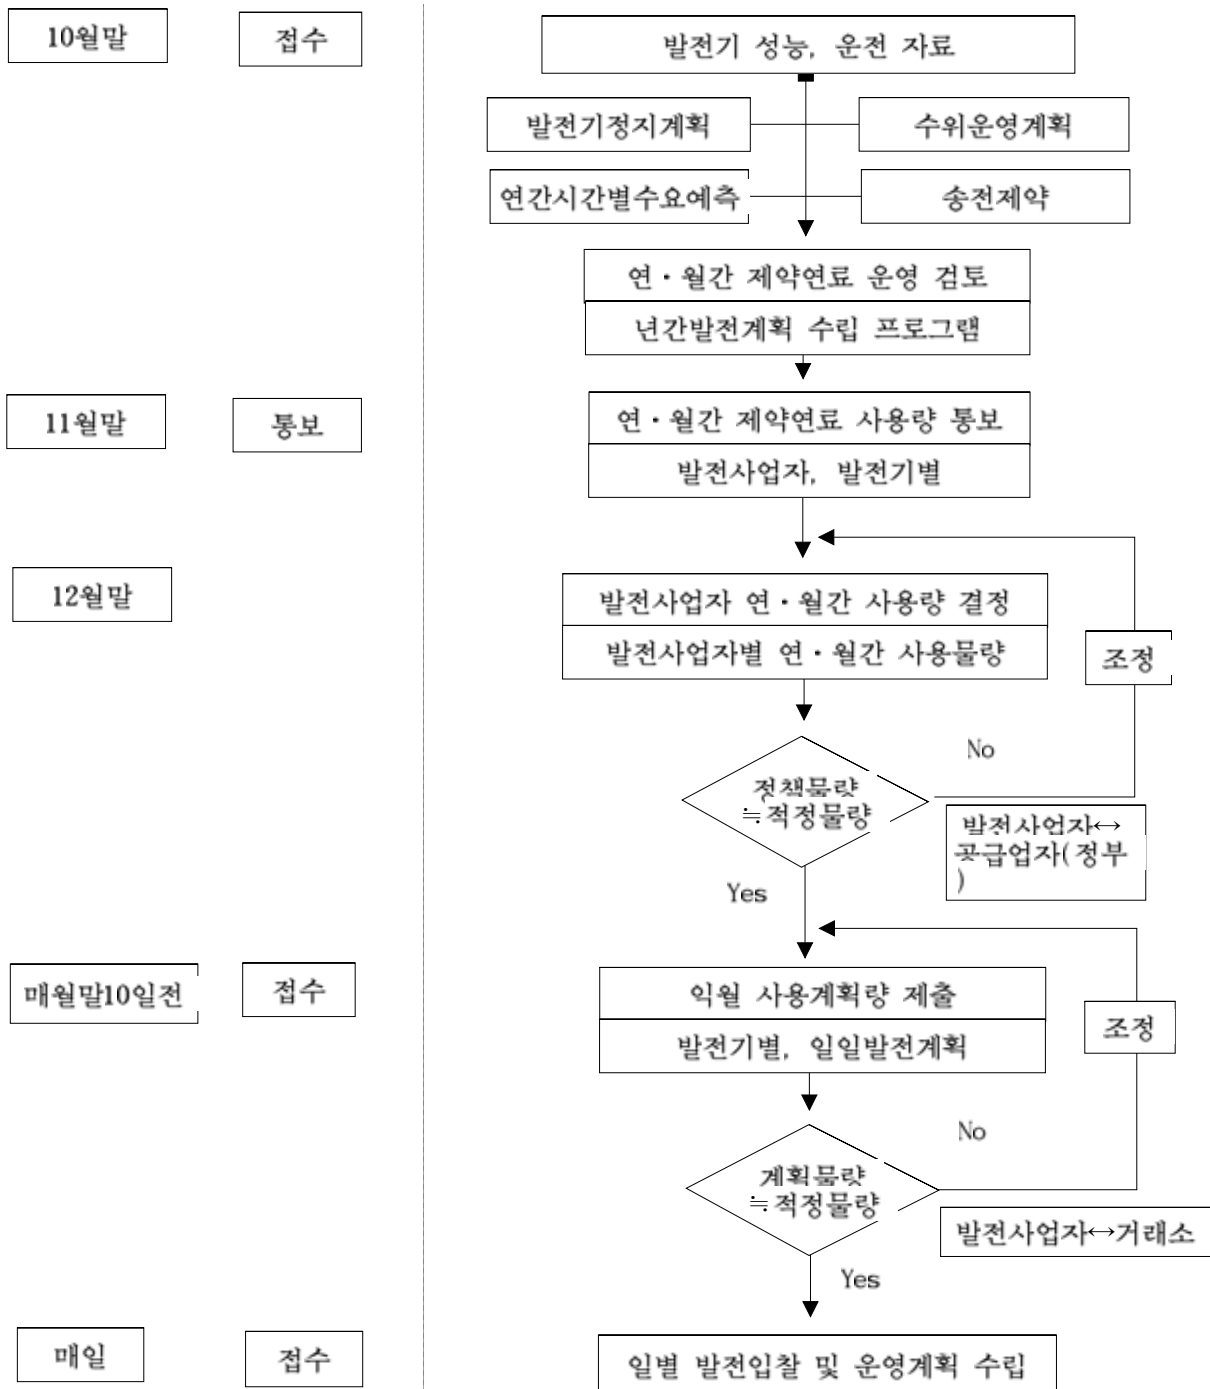 10월말
접수
발전기 성능, 운전 자료
발전기정지계획
수위운영계획
연간시간별수요예측
송전제약
연·월간 제약연료 운영 검토
년간발전계획 수립 프로그램
11월말
통보
연·월간 제약연료 사용량 통보
발전사업자, 발전기별
12월말
발전사업자 연·월간 사용량 결정
발전사업자별 연·월간 사용물량
조정
No
정책물량
≒적정물량
발전사업자↔
공급업자(정부
)
Yes
매월말10일전
접수
익월 사용계획량 제출
발전기별, 일일발전계획
조정
No
계획물량
≒적정물량
발전사업자↔거래소
Yes
매일
접수
일별 발전입찰 및 운영계획 수립